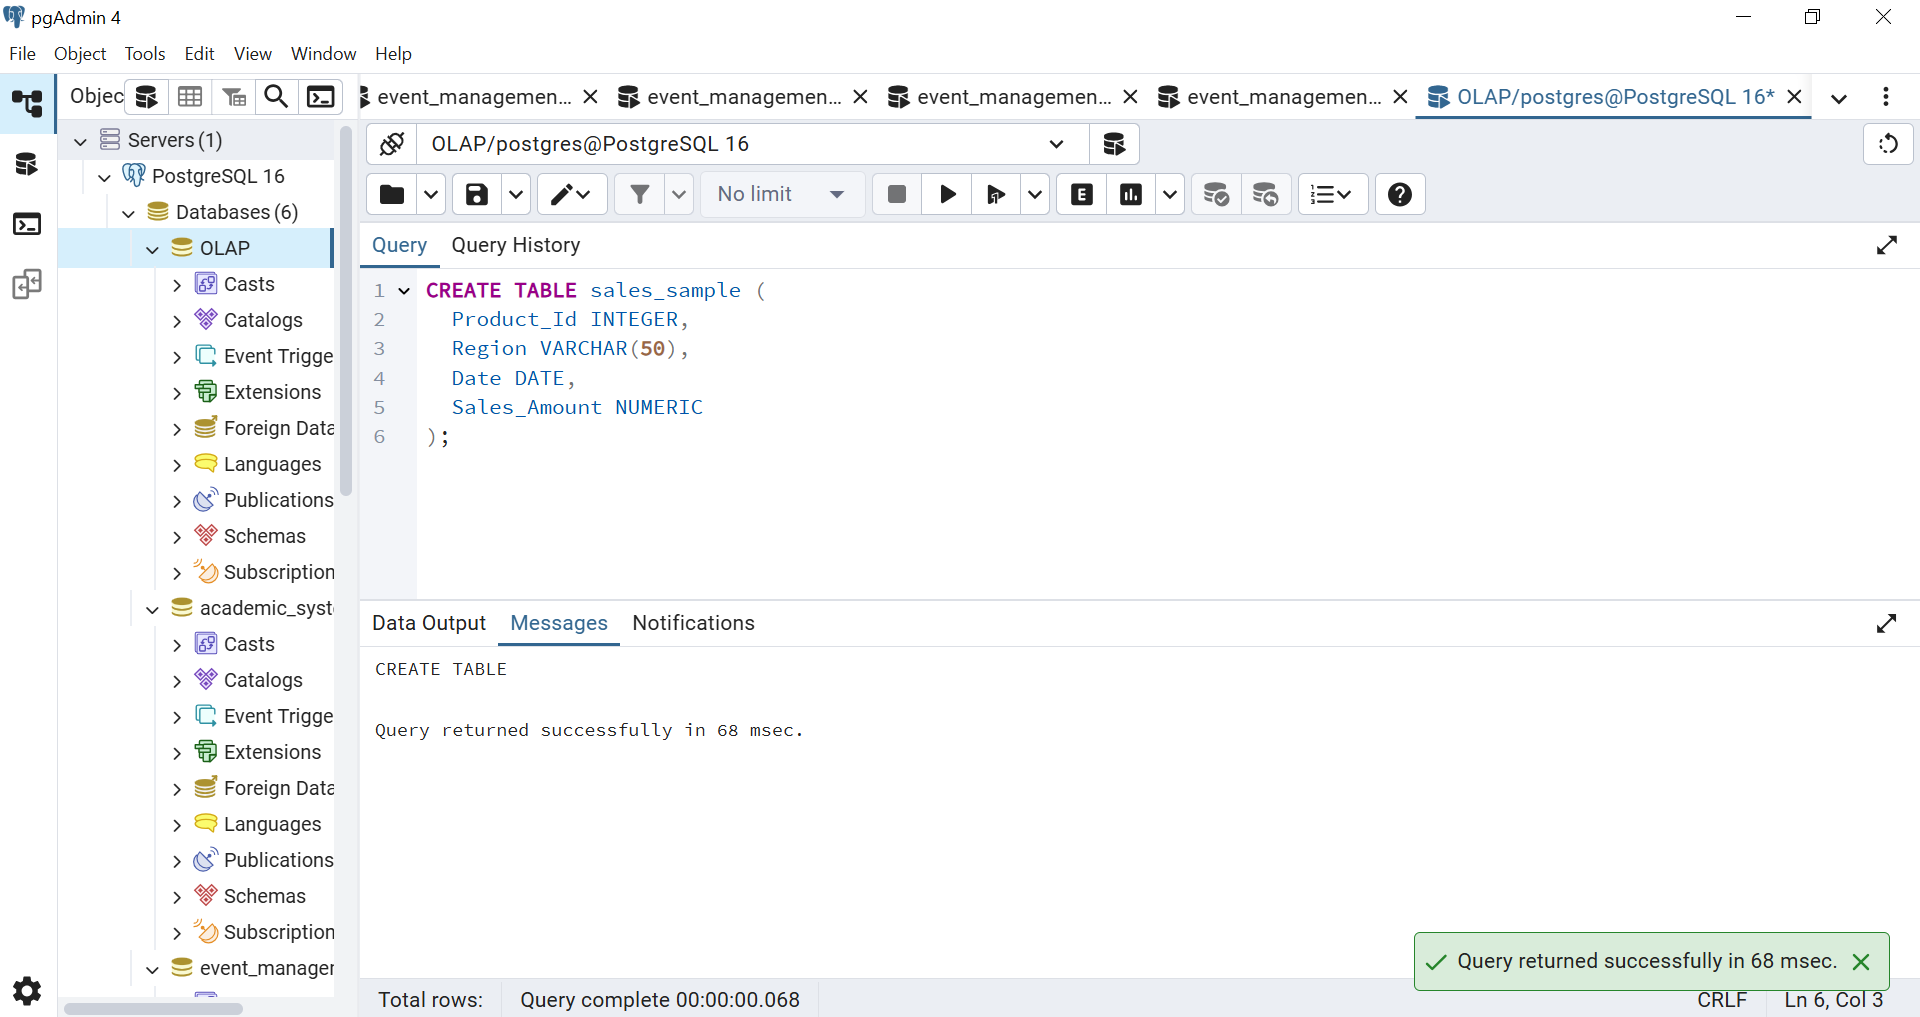 pgAdmin 4
File Object Tools Edit View Window Help
Objec
event_managemen...
event_managemen...
event_managemen...
event_managemen...
OLAP/postgres@PostgreSQL 16*
Servers (1)
PostgreSQL 16
Databases (6)
OLAP
Casts
Catalogs
Event Trigge
Extensions
Foreign Data
Languages
Publications
Schemas
Subscription
academic_syst
Casts
Catalogs
Event Trigge
Extensions
Foreign Data
Languages
Publications
Schemas
Subscription
event_manager
OLAP/postgres@PostgreSQL 16
No limit
E
Query Query History
1 CREATE TABLE sales_sample (
2 Product_Id INTEGER,
3 Region VARCHAR(50),
4 Date DATE,
5 Sales_Amount NUMERIC
6 );
Data Output Messages Notifications
CREATE TABLE
Query returned successfully in 68 msec.
Query returned successfully in 68 msec.
Total rows: Query complete 00:00:00.068 CRLF Ln 6, Col 3